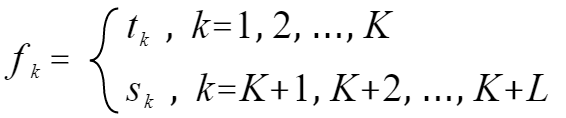 t_k , k=1, 2, ..., K
f_k = {
s_k , k=K+1, K+2, ..., K+L